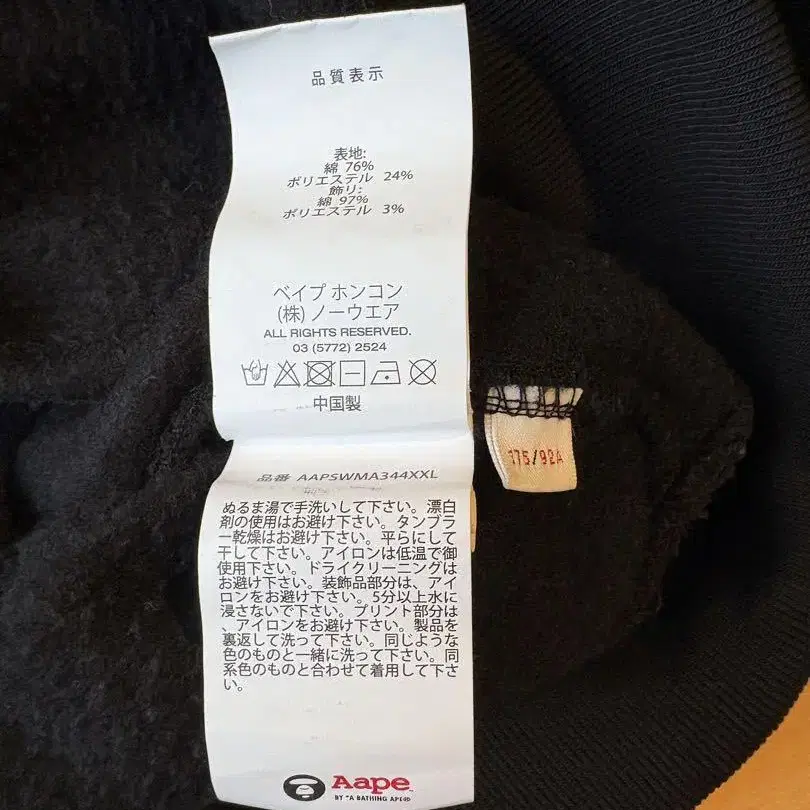 品質表示
表地:
綿 76%
ポリエステル 24%
飾り:
綿 97%
ポリエステル 3%
ベイプ ホンコン
(株) ノーウエア
ALL RIGHTS RESERVED.
03 (5772) 2524
中国製
175/92A
品番 AAPSWMA344XXL
ぬるま湯で手洗いして下さい。漂白
剤の使用はお避け下さい。タンブラ
ー乾燥はお避け下さい。平らにして
干して下さい。アイロンは低温で御
使用下さい。ドライクリーニングは
お避け下さい。装飾品部分は、アイ
ロンをお避け下さい。5分以上水に
浸さないで下さい。プリント部分は
、アイロンをお避け下さい。製品を
裏返して洗って下さい。同じような
色のものと一緒に洗って下さい。同
系色のものと合わせて着用して下さ
い。
Aape
BY *A BATHING APE®